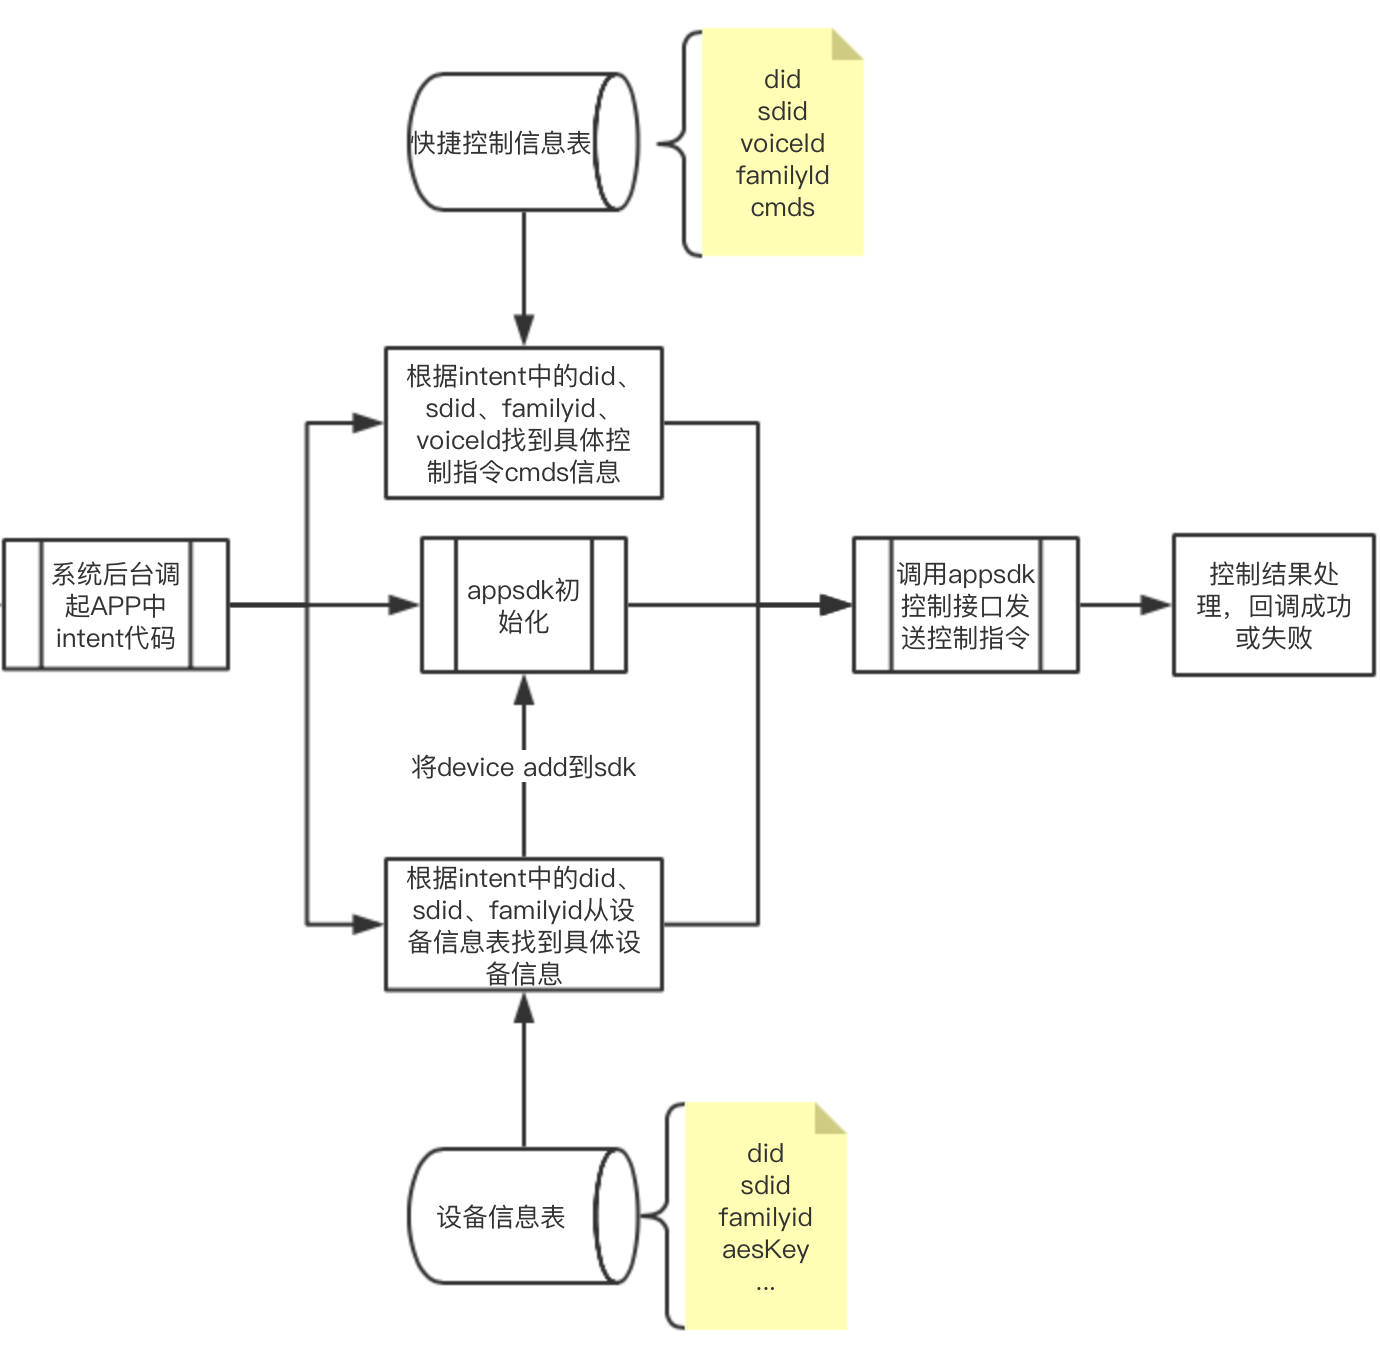 did
sdid
voiceId
familyId
cmds
快捷控制信息表
根据intent中的did、
sdid、familyid、
voiceId找到具体控
制指令cmds信息
系统后台调
起APP中
intent代码
appsdk初
始化
调用appsdk
控制接口发
送控制指令
控制结果处
理，回调成功
或失败
将device add到sdk
根据intent中的did、
sdid、familyid从设
备信息表找到具体设
备信息
设备信息表
did
sdid
familyid
aesKey
...